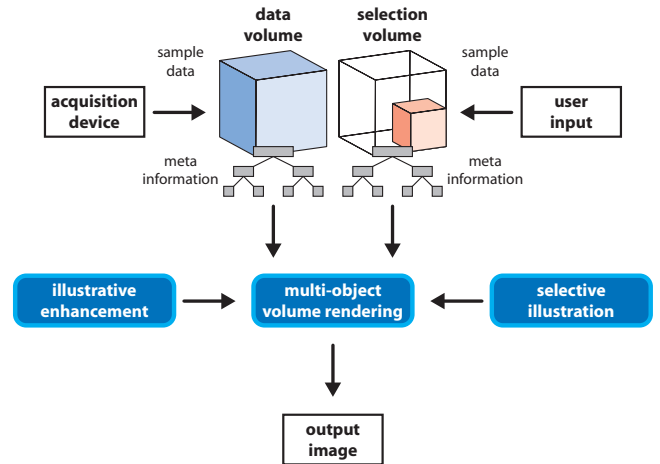 data
volume
selection
volume
sample
data
sample
data
acquisition
device
user
input
meta
information
meta
information
illustrative
enhancement
multi-object
volume rendering
selective
illustration
output
image